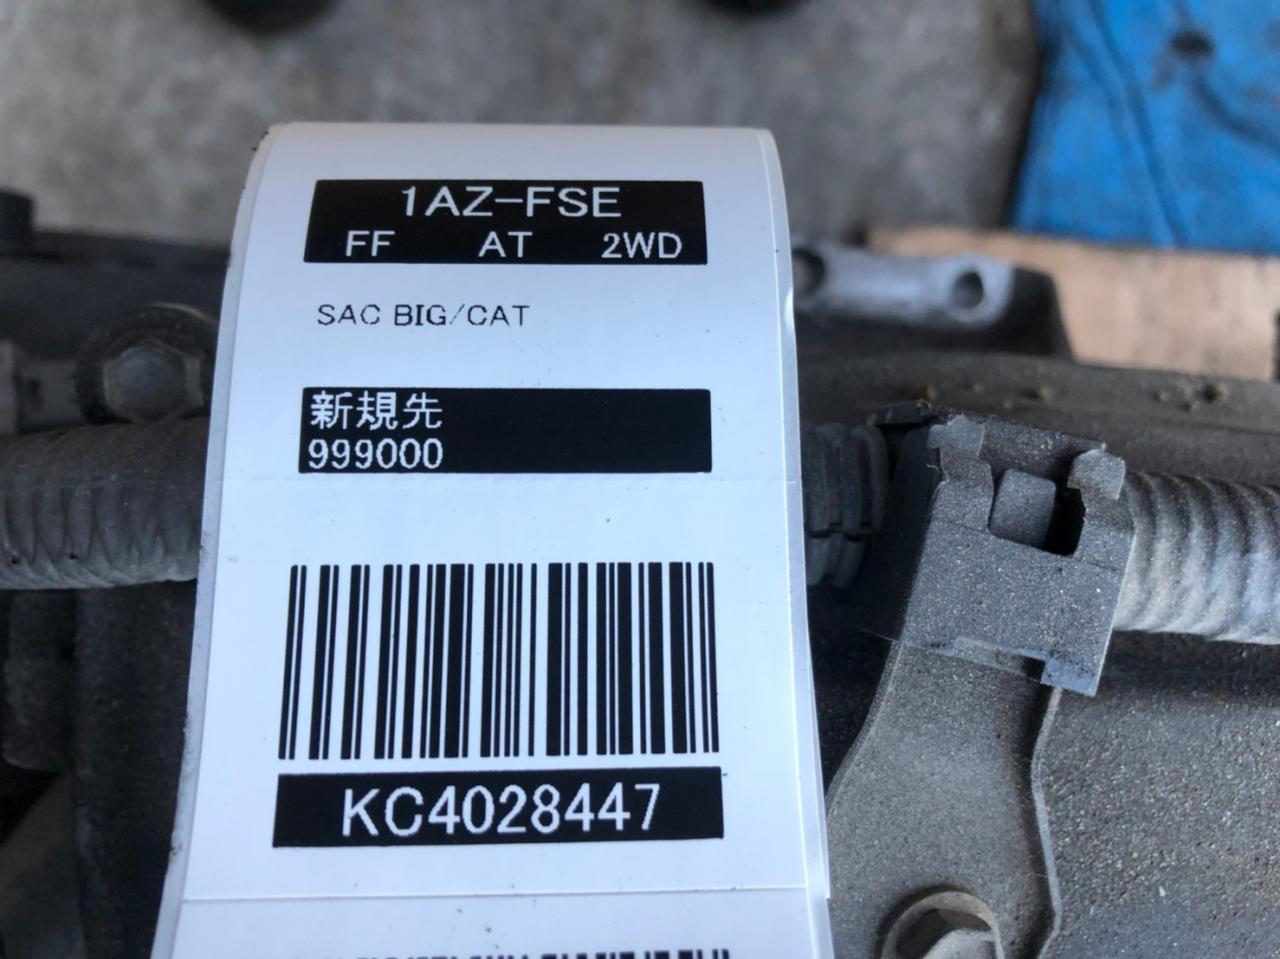 1AZ-FSE
FF AT 2WD
SAC BIG/CAT
新規先
999000
KC4028447